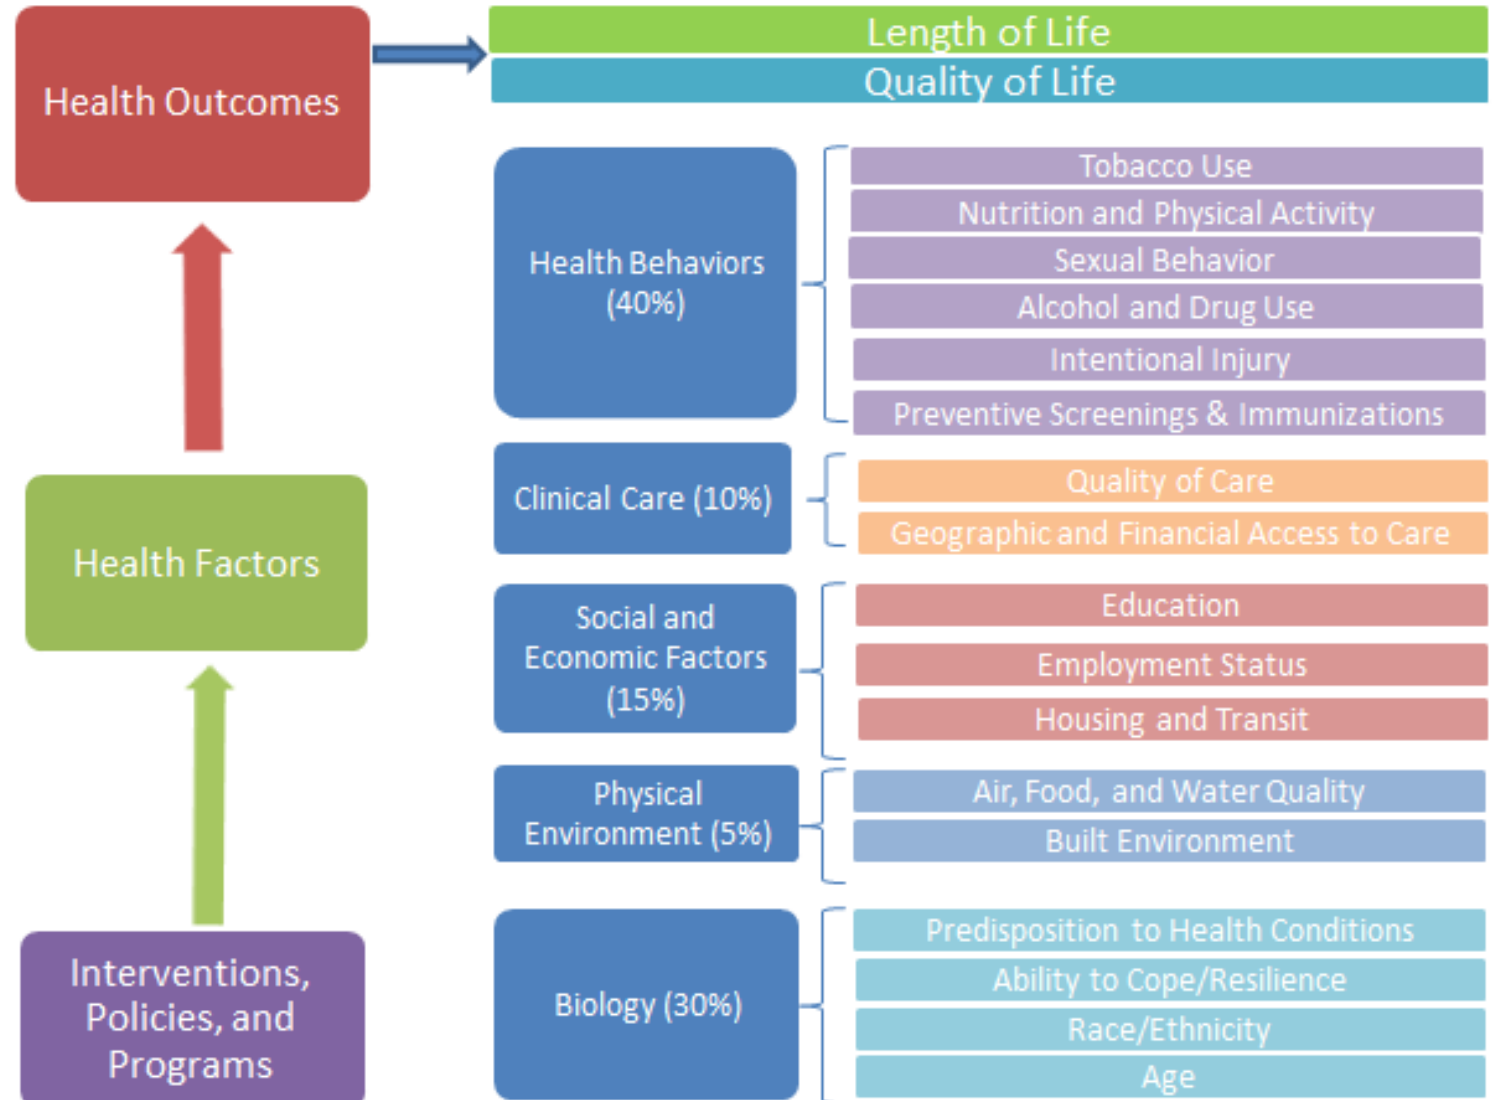 Health Outcomes
Length of Life
Quality of Life
Health Behaviors
(40%)
Tobacco Use
Nutrition and Physical Activity
Sexual Behavior
Alcohol and Drug Use
Intentional Injury
Preventive Screenings & Immunizations
Health Factors
Clinical Care (10%)
Quality of Care
Geographic and Financial Access to Care
Social and
Economic Factors
(15%)
Education
Employment Status
Housing and Transit
Physical
Environment (5%)
Air, Food, and Water Quality
Built Environment
Interventions,
Policies, and
Programs
Biology (30%)
Predisposition to Health Conditions
Ability to Cope/Resilience
Race/Ethnicity
Age